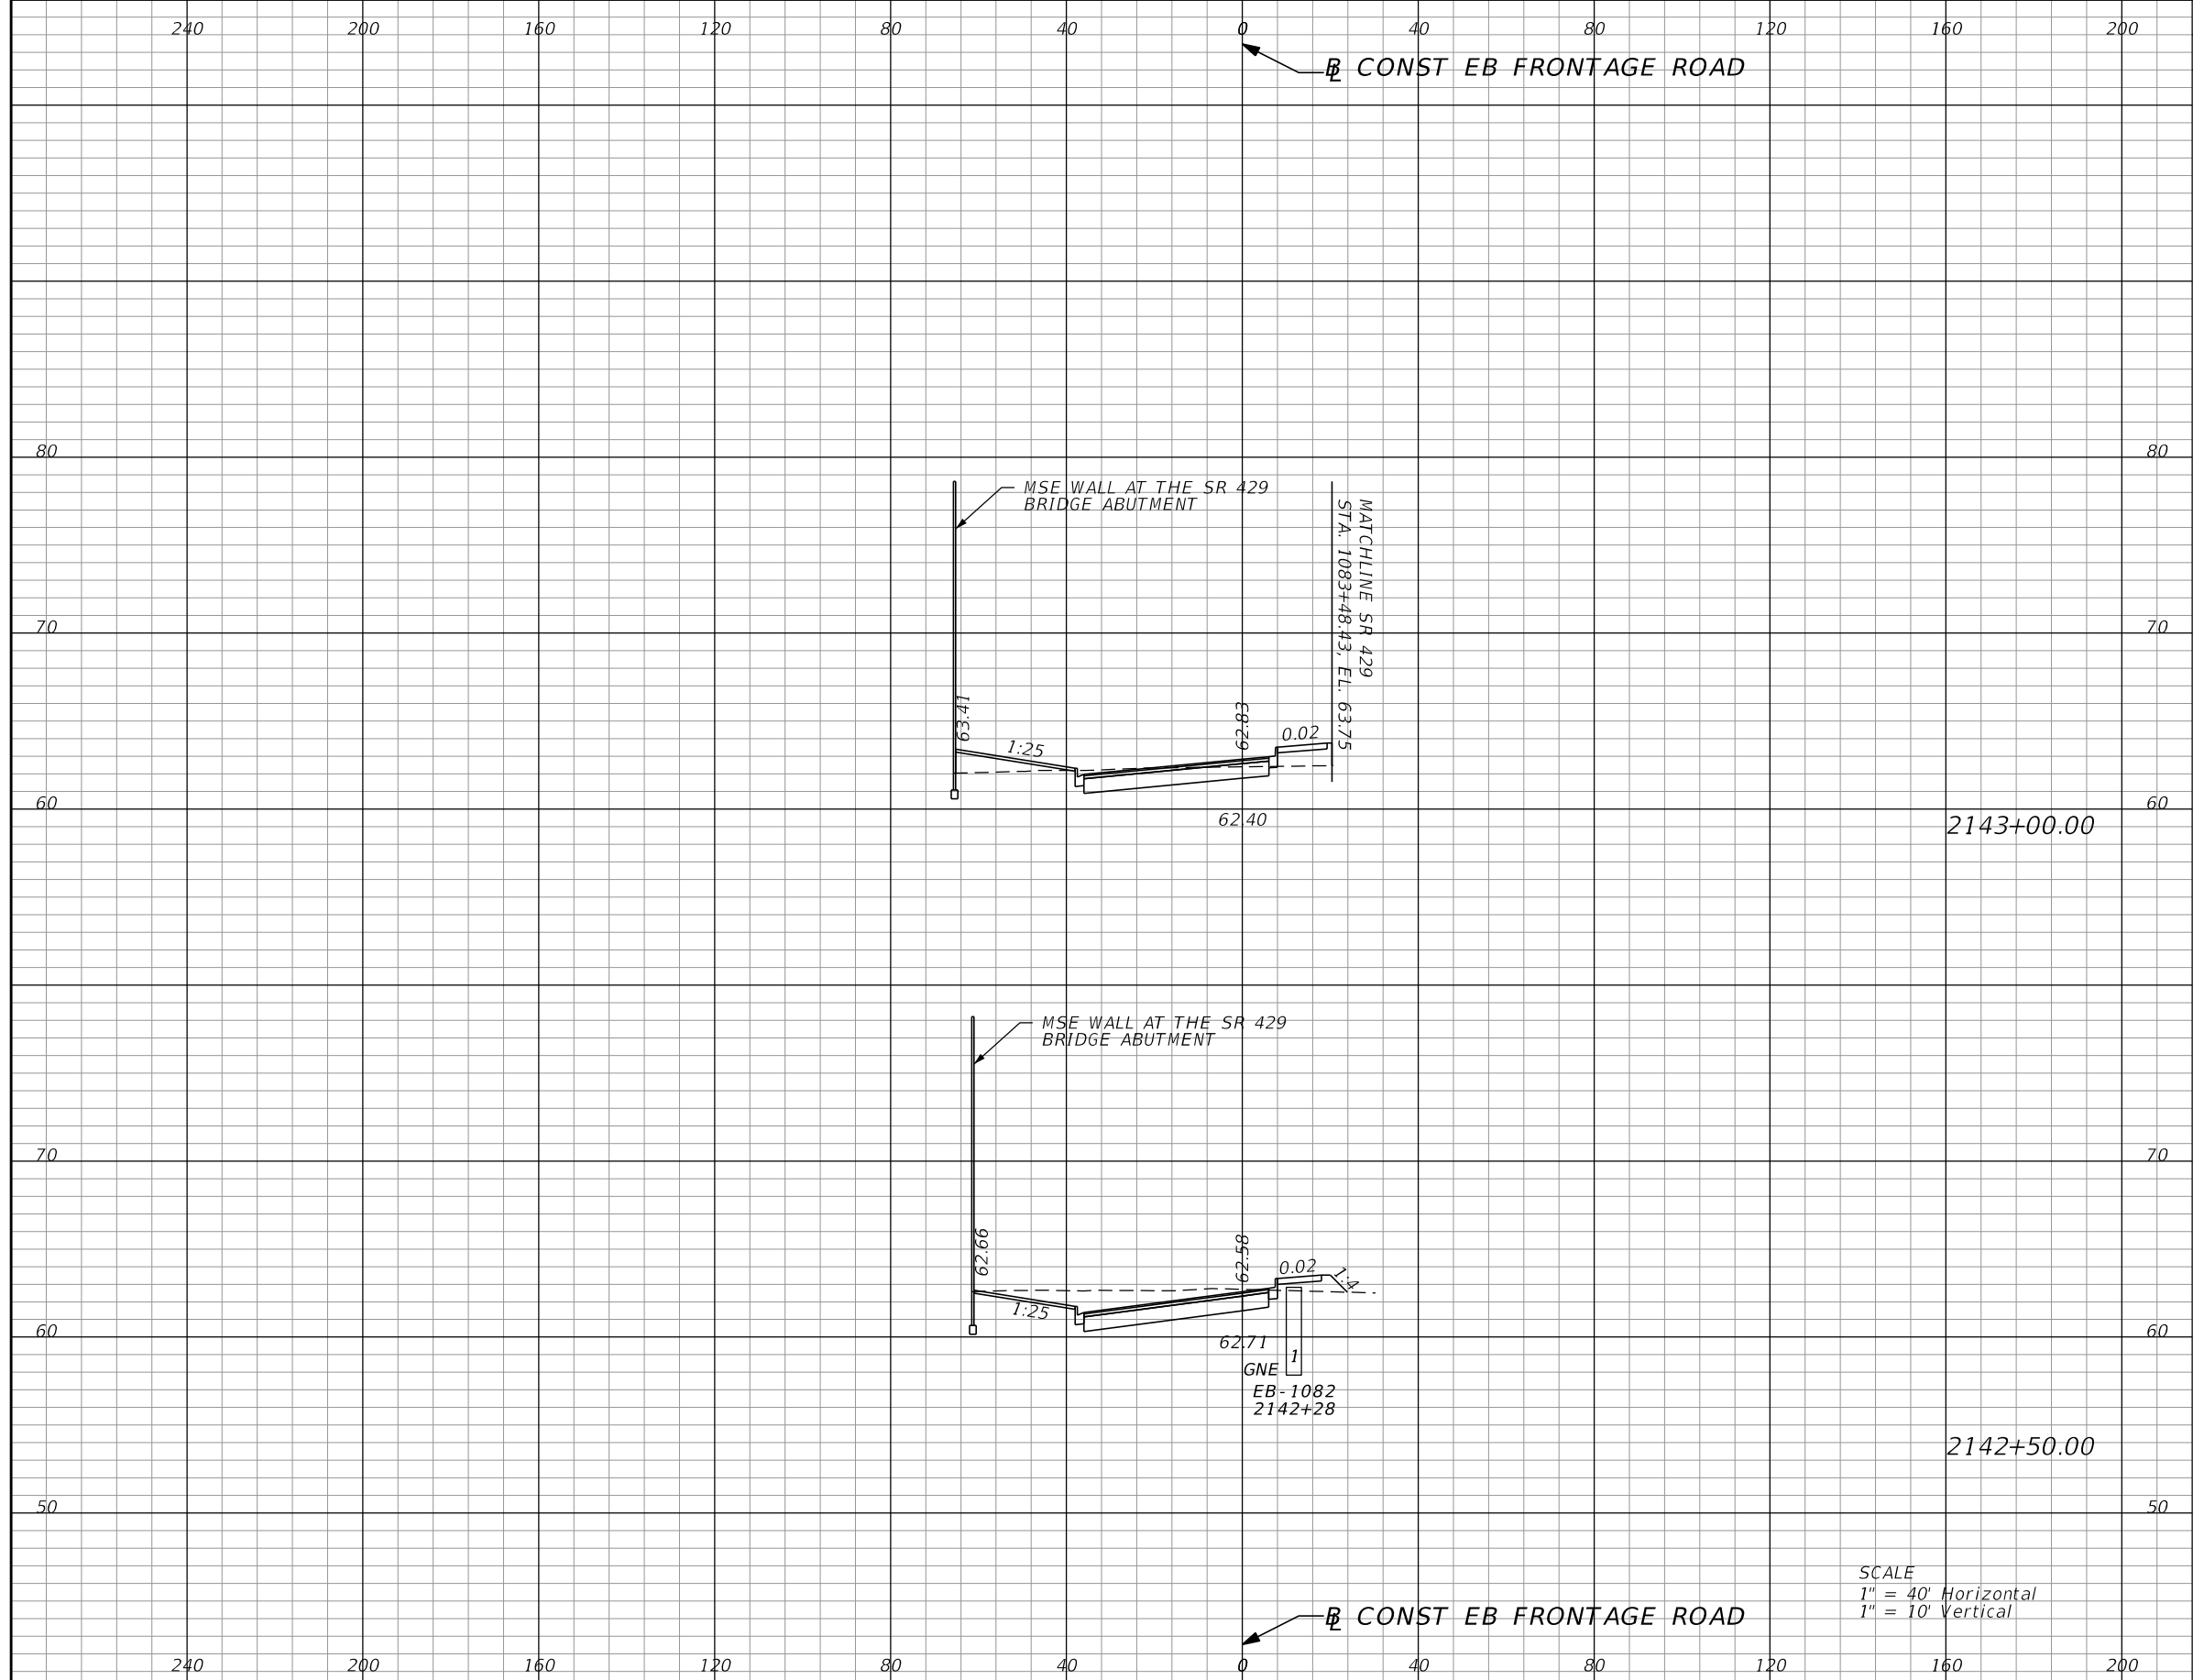 240 200 160 120 80 40 0 40 80 120 160 200
BL CONST EB FRONTAGE ROAD
80 80
MSE WALL AT THE SR 429
BRIDGE ABUTMENT
MATCHLINE SR 429
STA. 1083+48.43, EL. 63.75
70 70
63.41
62.83
1:25
0.02
60 60
62.40
2143+00.00
MSE WALL AT THE SR 429
BRIDGE ABUTMENT
70 70
62.66
62.58
0.02
1:4
1:25
60 60
62.71
1
GNE
EB-1082
2142+28
2142+50.00
50 50
SCALE
1" = 40' Horizontal
1" = 10' Vertical
BL CONST EB FRONTAGE ROAD
240 200 160 120 80 40 0 40 80 120 160 200